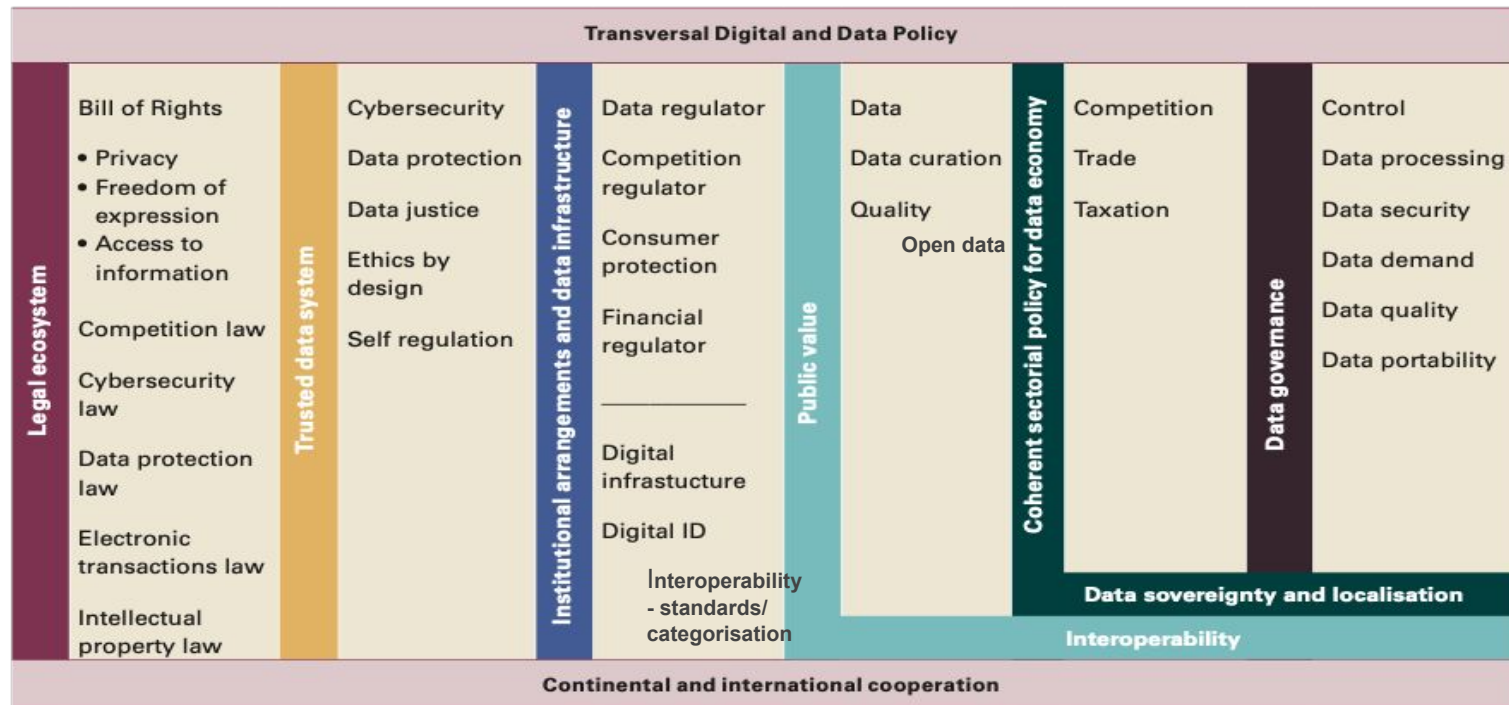 Transversal Digital and Data Policy
Legal ecosystem
Bill of Rights
• Privacy
• Freedom of
expression
• Access to
information
Competition law
Cybersecurity
law
Data protection
law
Electronic
transactions law
Intellectual
property law
Trusted data system
Cybersecurity
Data protection
Data justice
Ethics by
design
Self regulation
Institutional arrangements and data infrastructure
Data regulator
Competition
regulator
Consumer
protection
Financial
regulator
Digital
infrastucture
Digital ID
Interoperability
- standards/
categorisation
Public value
Data
Data curation
Quality
Open data
Coherent sectorial policy for data economy
Competition
Trade
Taxation
Data governance
Control
Data processing
Data security
Data demand
Data quality
Data portability
Data sovereignty and localisation
Interoperability
Continental and international cooperation